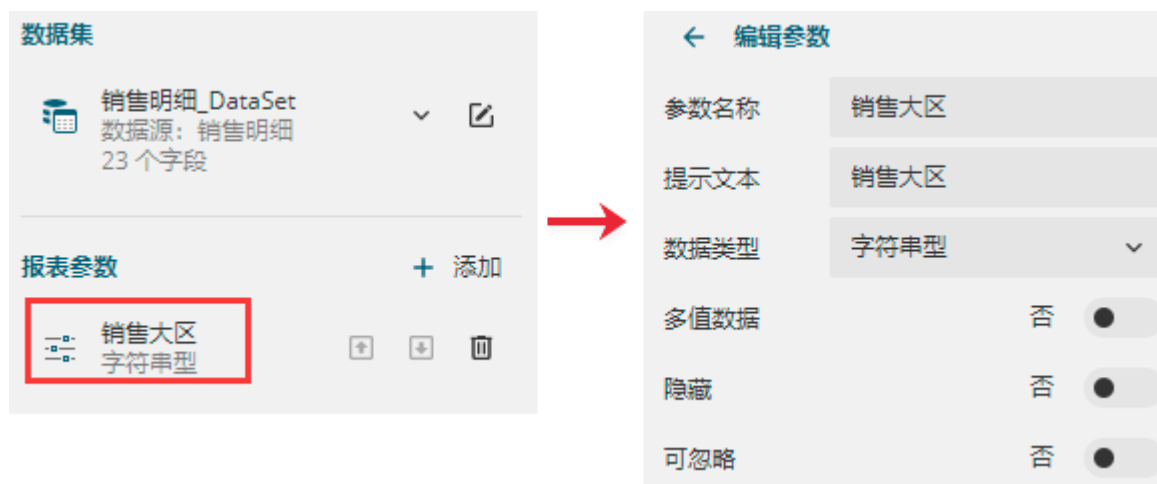 数据集
销售明细_DataSet
数据源：销售明细
23 个字段
报表参数
添加
销售大区
字符串型
编辑参数
参数名称 销售大区
提示文本 销售大区
数据类型 字符串型
多值数据 否
隐藏 否
可忽略 否